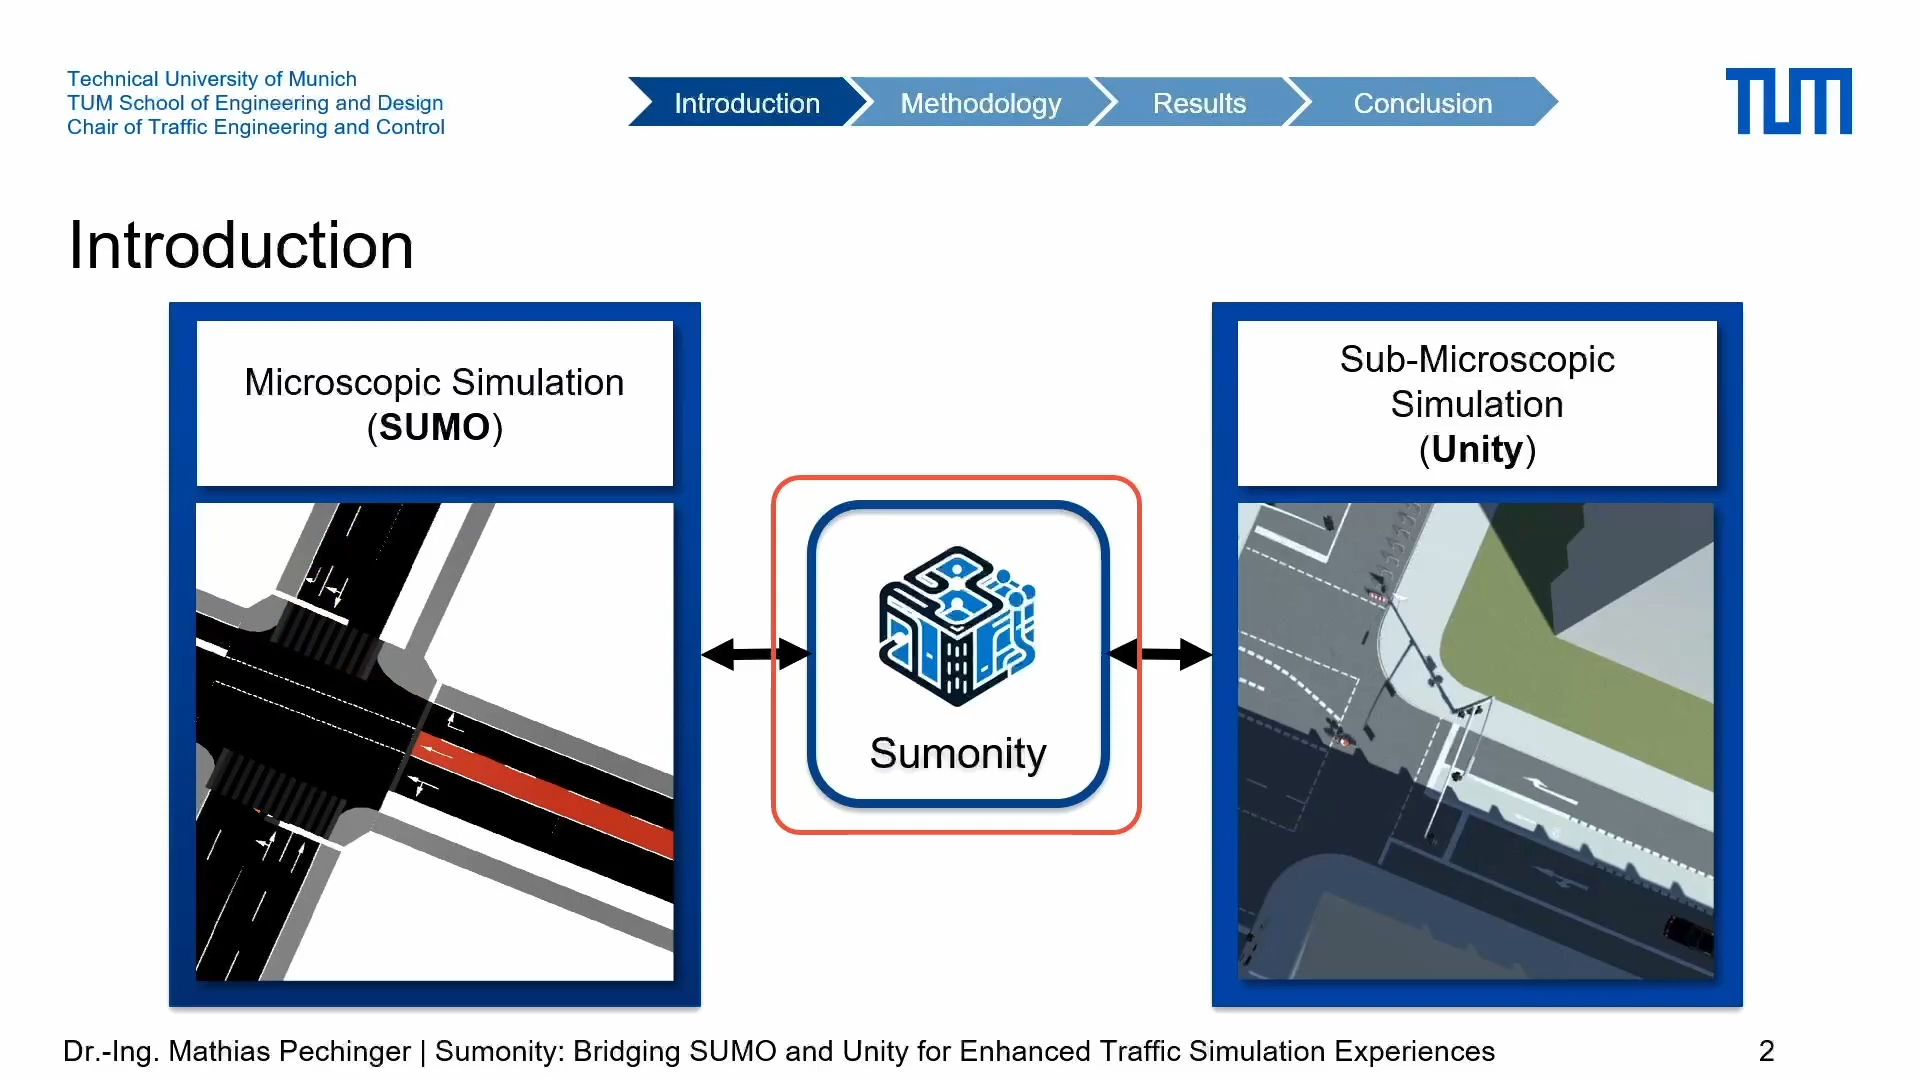 Technical University of Munich
TUM School of Engineering and Design
Chair of Traffic Engineering and Control
Introduction
Methodology
Results
Conclusion
TUM
Introduction
Microscopic Simulation
(SUMO)
Sumonity
Sub-Microscopic
Simulation
(Unity)
Dr.-Ing. Mathias Pechinger | Sumonity: Bridging SUMO and Unity for Enhanced Traffic Simulation Experiences
2